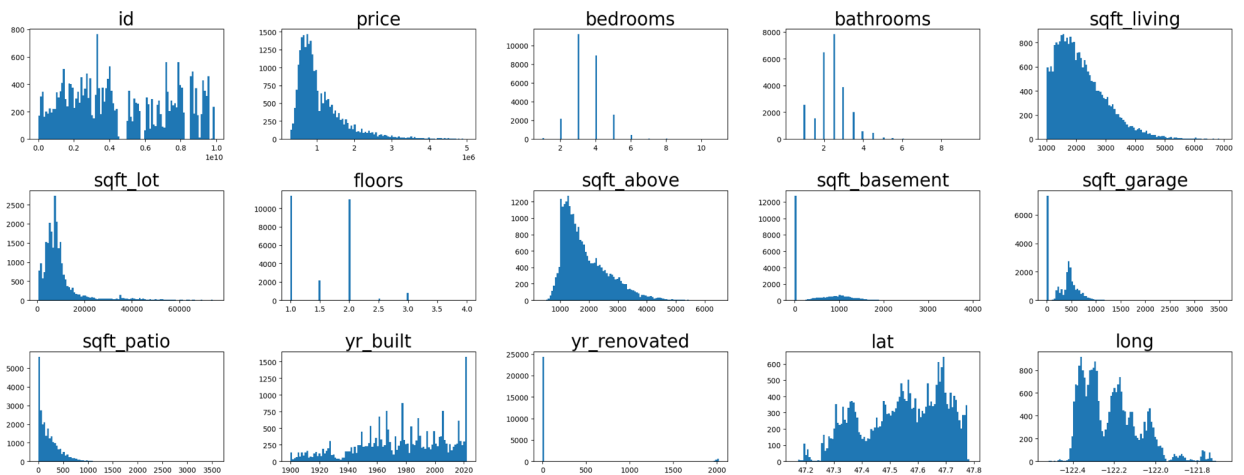 id price bedrooms bathrooms sqft_living
800 600 400 200 0
0.0 0.2 0.4 0.6 0.8 1.0
1e10
1500 1250 1000 750 500 250 0
1 2 3 4 5
1e6
10000 8000 6000 4000 2000 0
2 4 6 8 10
8000 6000 4000 2000 0
2 4 6 8
800 600 400 200 0
1000 2000 3000 4000 5000 6000 7000
sqft_lot floors sqft_above sqft_basement sqft_garage
2500 2000 1500 1000 500 0
0 20000 40000 60000
10000 8000 6000 4000 2000 0
1.0 1.5 2.0 2.5 3.0 3.5 4.0
1200 1000 800 600 400 200 0
1000 2000 3000 4000 5000 6000
12000 10000 8000 6000 4000 2000 0
0 1000 2000 3000 4000
6000 4000 2000 0
0 500 1000 1500 2000 2500 3000 3500
sqft_patio yr_built yr_renovated lat long
5000 4000 3000 2000 1000 0
0 500 1000 1500 2000 2500 3000 3500
1500 1250 1000 750 500 250 0
1900 1920 1940 1960 1980 2000 2020
25000 20000 15000 10000 5000 0
0 500 1000 1500 2000
600 500 400 300 200 100 0
47.2 47.3 47.4 47.5 47.6 47.7 47.8
800 600 400 200 0
−122.4 −122.2 −122.0 −121.8